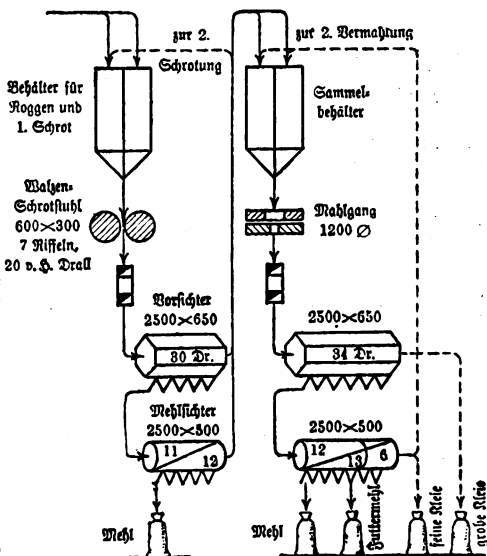 zur 2.
Schrotung
zur 2. Vermahlung
Behälter für
Roggen und
1. Schrot
Sammel-
behälter
Walzen-
Schrotstuhl
600×300
7 Riffeln,
20 v. H. Drall
Mahlgang
1200 Ø
Vorsichter
2500×650
30 Dr.
2500×650
34 Dr.
Mehlsichter
2500×500
11
12
2500×500
12
13
6
Mehl
Mehl
Futtermehl
feine Kleie
grobe Kleie